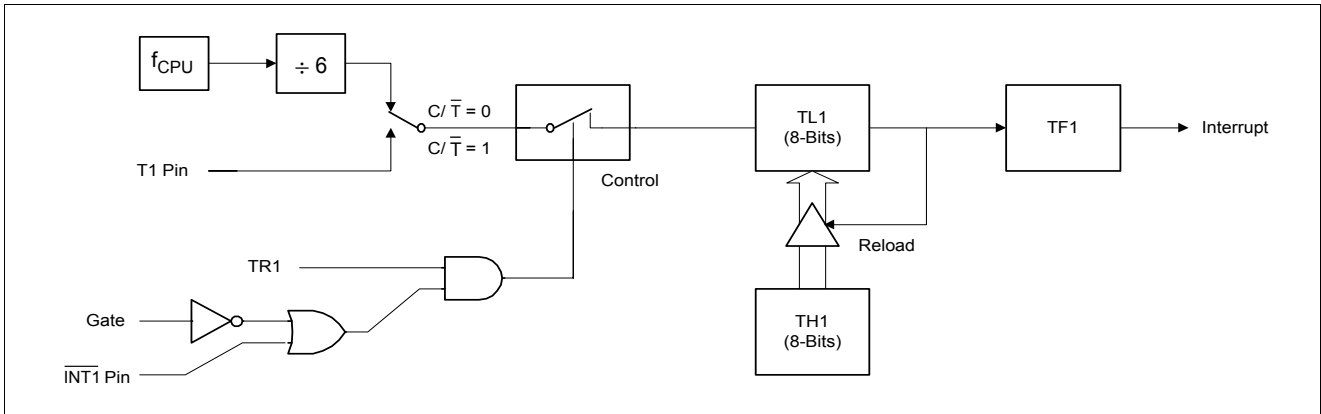 fCPU
÷ 6
C/T̅ = 0
C/T̅ = 1
T1 Pin
Control
TL1
(8-Bits)
TF1
Interrupt
Reload
TR1
Gate
I̅N̅T̅1̅ Pin
TH1
(8-Bits)